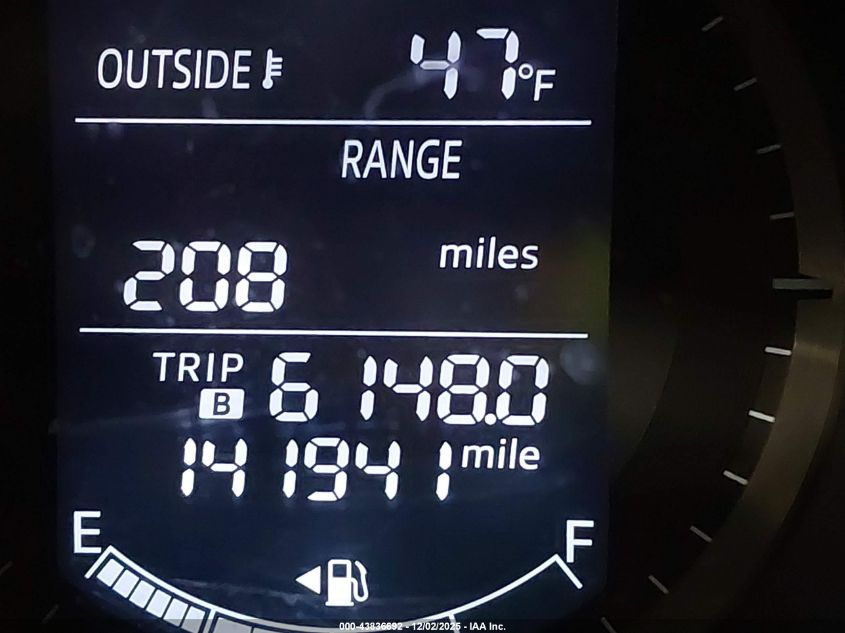 OUTSIDE 47°F
RANGE
208 miles
TRIP B 6148.0
141941 mile
E F
000-43836692 - 12/02/2025 - IAA Inc.